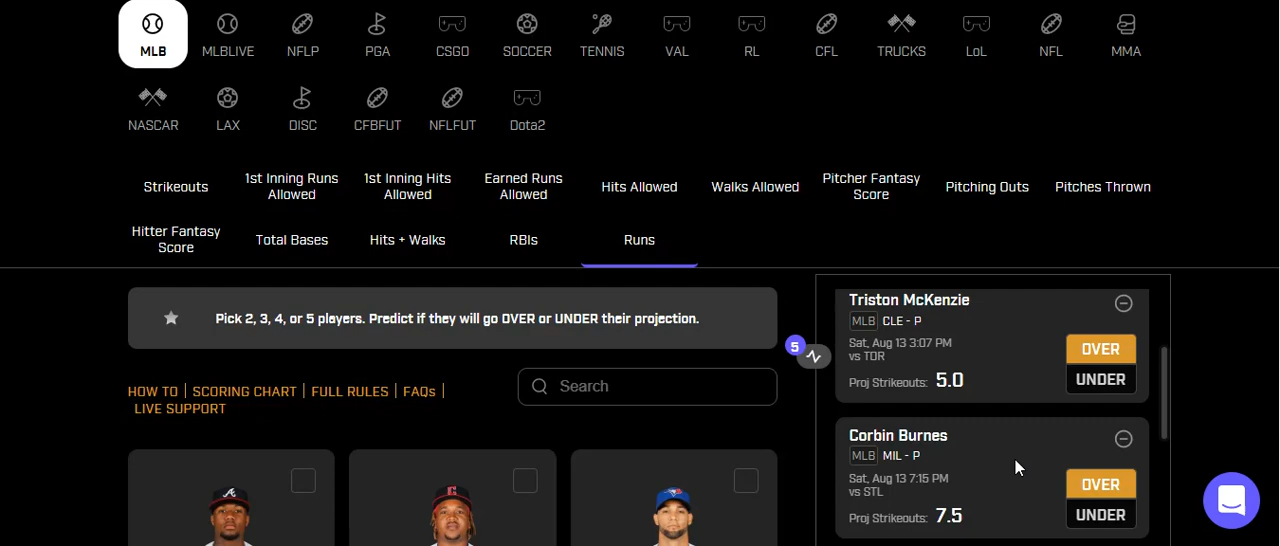 MLB
MLBLIVE
NFLP
PGA
CSGO
SOCCER
TENNIS
VAL
RL
CFL
TRUCKS
LoL
NFL
MMA
NASCAR
LAX
DISC
CFBFUT
NFLFUT
Dota2
Strikeouts
1st Inning Runs
Allowed
1st Inning Hits
Allowed
Earned Runs
Allowed
Hits Allowed
Walks Allowed
Pitcher Fantasy
Score
Pitching Outs
Pitches Thrown
Hitter Fantasy
Score
Total Bases
Hits + Walks
RBIs
Runs
Pick 2, 3, 4, or 5 players. Predict if they will go OVER or UNDER their projection.
HOW TO | SCORING CHART | FULL RULES | FAQs |
LIVE SUPPORT
Search
5
Triston McKenzie
MLB CLE - P
Sat, Aug 13 3:07 PM
vs TOR
Proj Strikeouts: 5.0
OVER
UNDER
Corbin Burnes
MLB MIL - P
Sat, Aug 13 7:15 PM
vs STL
Proj Strikeouts: 7.5
OVER
UNDER